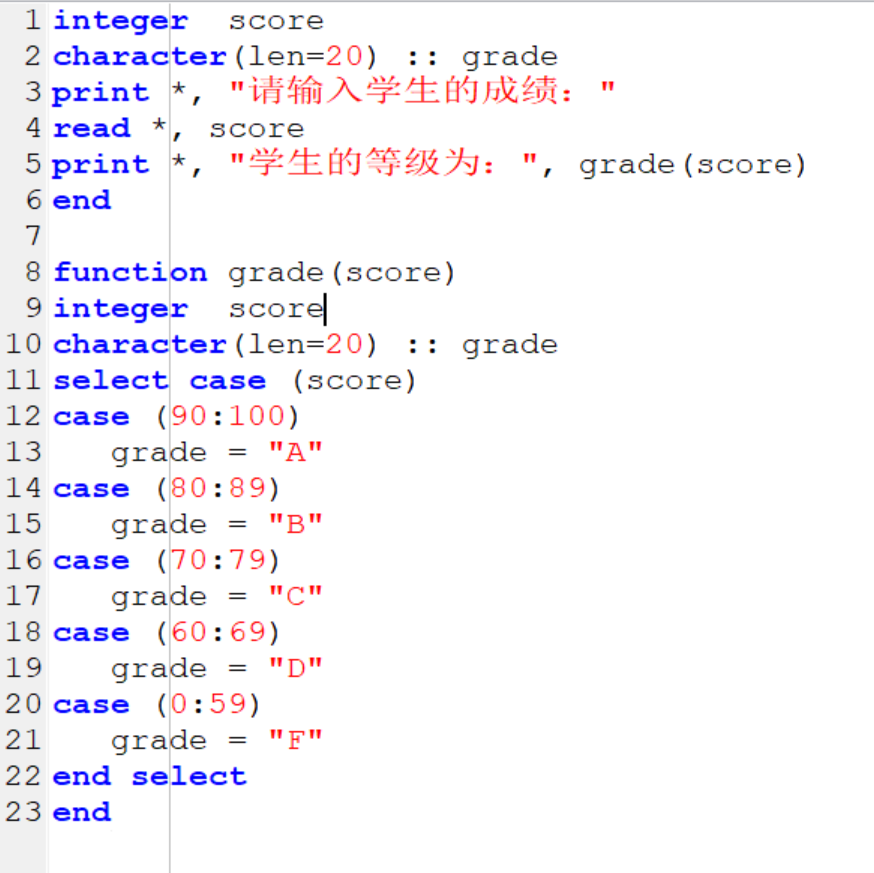 1 integer  score
2 character(len=20) :: grade
3 print *, "请输入学生的成绩："
4 read *, score
5 print *, "学生的等级为：", grade(score)
6 end
7
8 function grade(score)
9 integer  score
10 character(len=20) :: grade
11 select case (score)
12 case (90:100)
13    grade = "A"
14 case (80:89)
15    grade = "B"
16 case (70:79)
17    grade = "C"
18 case (60:69)
19    grade = "D"
20 case (0:59)
21    grade = "F"
22 end select
23 end